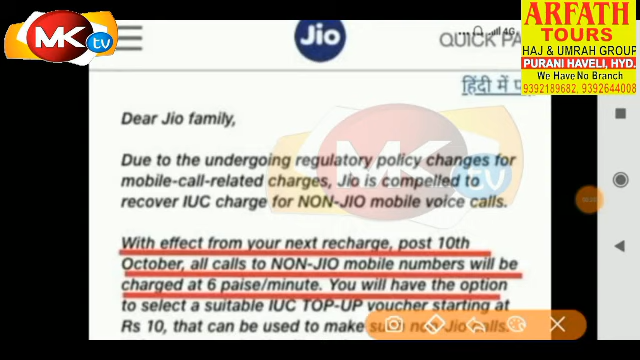 MK tv
Jio
QUICK
4G
ARFATH
TOURS
HAJ & UMRAH GROUP
PURANI HAVELI, HYD.
We Have No Branch
9392189682, 9392644008
हिंदी में
Dear Jio family,
Due to the undergoing regulatory policy changes for
mobile-call-related charges, Jio is compelled to
recover IUC charge for NON-JIO mobile voice calls.
MK tv
With effect from your next recharge, post 10th
October, all calls to NON-JIO mobile numbers will be
charged at 6 paise/minute. You will have the option
to select a suitable IUC TOP-UP voucher starting at
Rs 10, that can be used to make